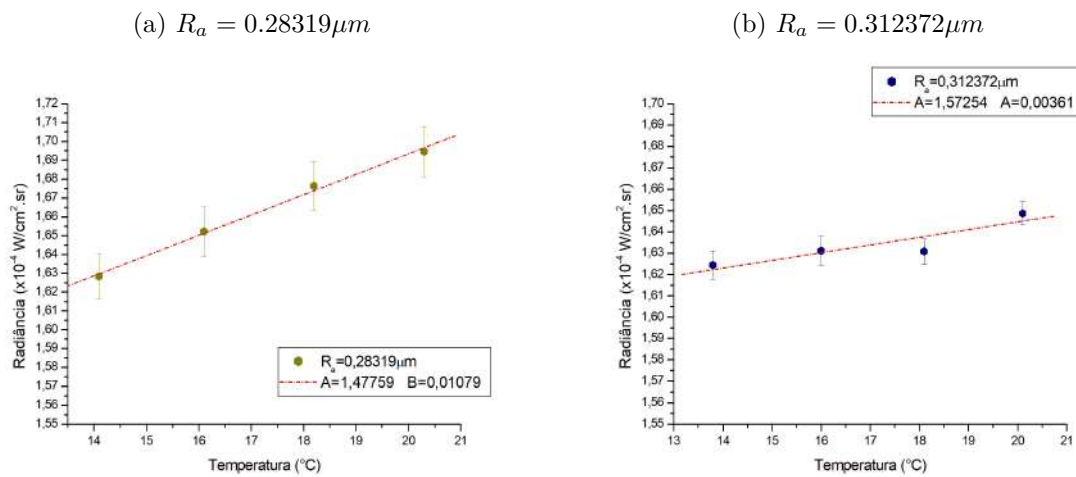 (a) R_a = 0.28319μm
(b) R_a = 0.312372μm
Radiância (x10⁻⁴ W/cm².sr)
1,72
1,71
1,70
1,69
1,68
1,67
1,66
1,65
1,64
1,63
1,62
1,61
1,60
1,59
1,58
1,57
1,56
1,55
R_a=0,28319μm
A=1,47759 B=0,01079
14 15 16 17 18 19 20 21
Temperatura (°C)
Radiância (x10⁻⁴ W/cm².sr)
1,70
1,69
1,68
1,67
1,66
1,65
1,64
1,63
1,62
1,61
1,60
1,59
1,58
1,57
1,56
1,55
R_a=0,312372μm
A=1,57254 A=0,00361
13 14 15 16 17 18 19 20 21
Temperatura (°C)